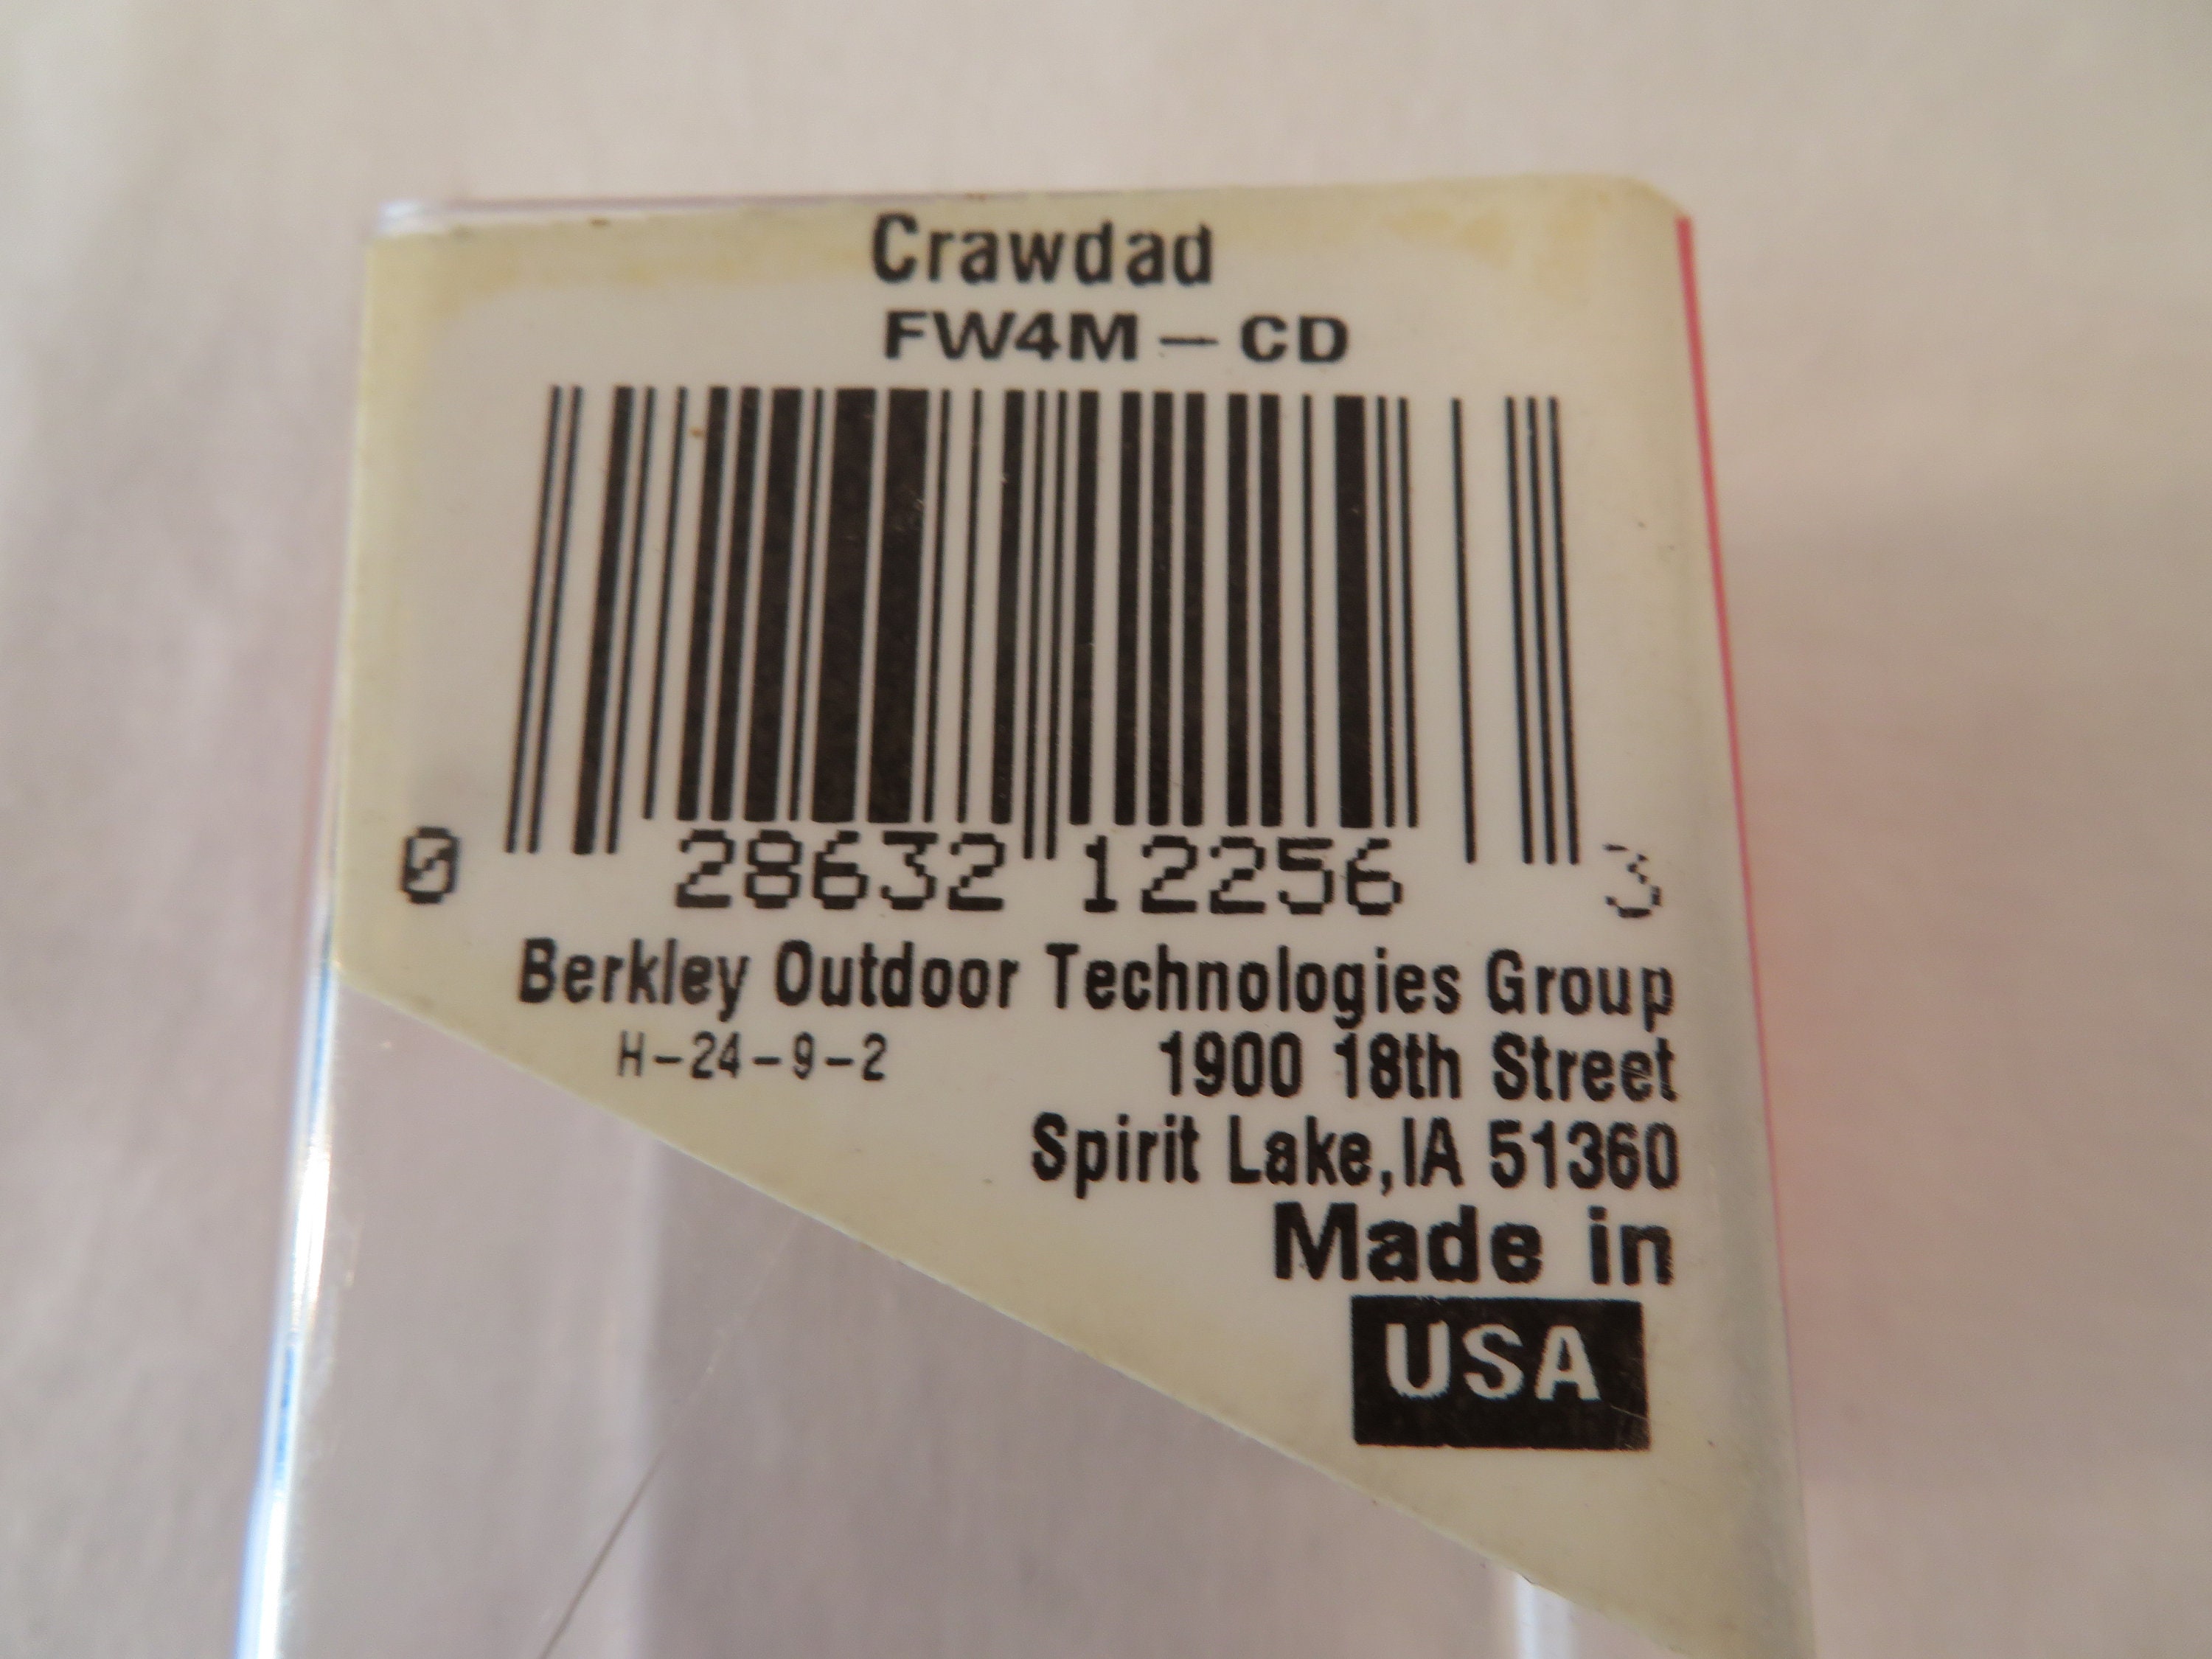 Crawdad
FW4M – CD
0 28632 12256 3
Berkley Outdoor Technologies Group
H-24-9-2 1900 18th Street
Spirit Lake, IA 51360
Made in
USA